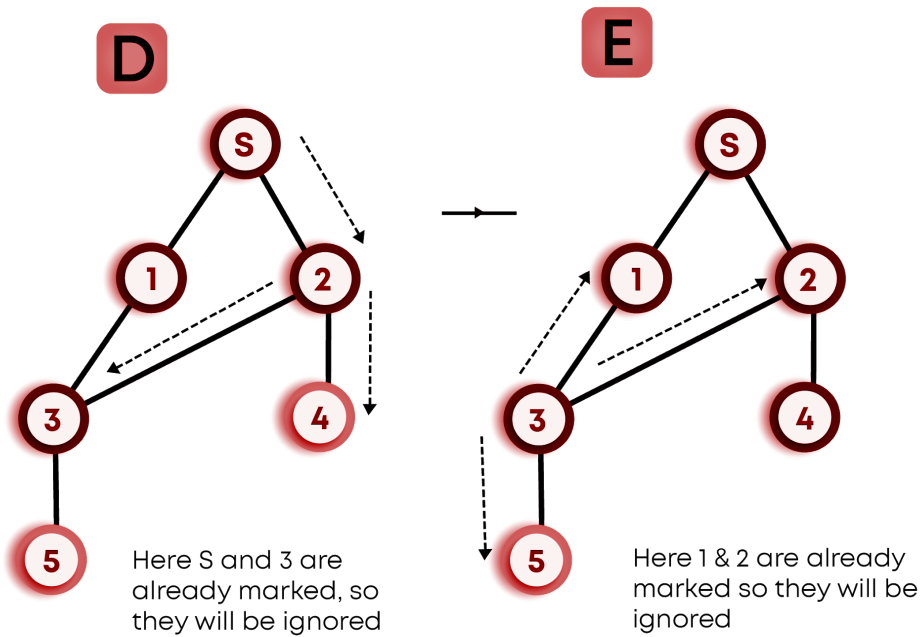 D
E
S
S
1
2
1
2
3
4
3
4
5
5
Here S and 3 are
already marked, so
they will be ignored
Here 1 & 2 are already
marked so they will be
ignored